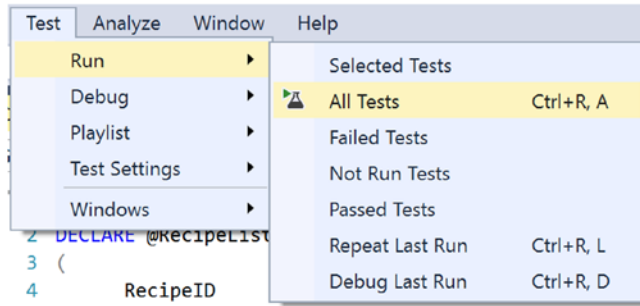 Test Analyze Window Help
Run
Debug
Playlist
Test Settings
Windows
Selected Tests
All Tests Ctrl+R, A
Failed Tests
Not Run Tests
Passed Tests
Repeat Last Run Ctrl+R, L
Debug Last Run Ctrl+R, D
2 DECLARE @RecipeList
3 (
4 RecipeID